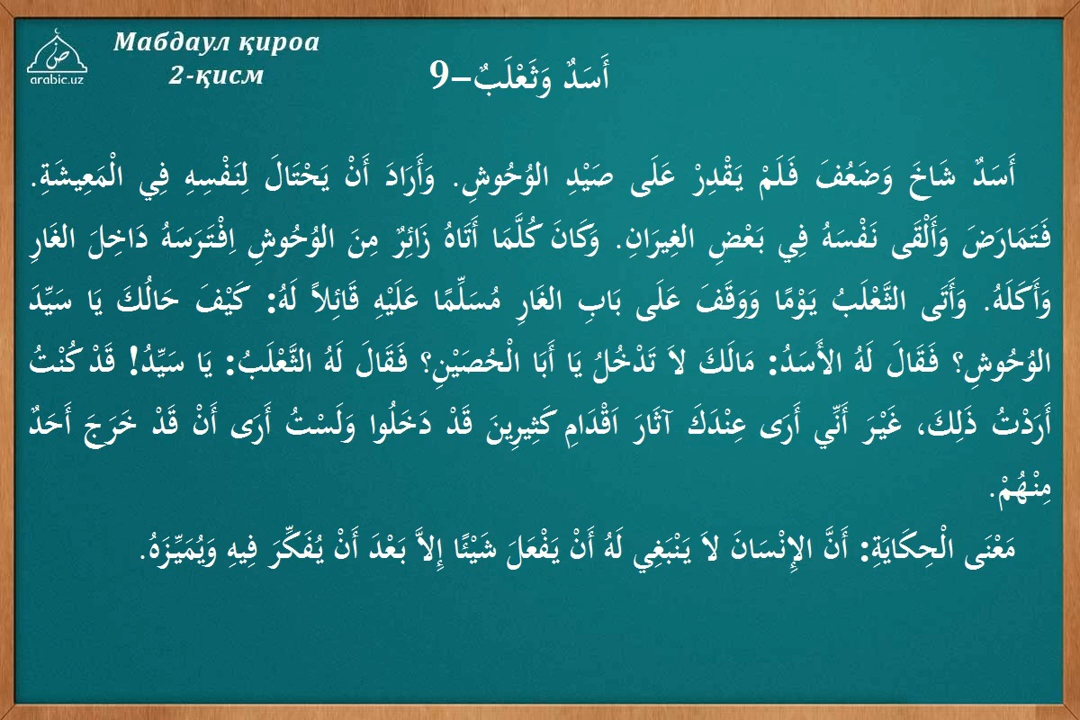 Мабдаул қироа
2-қисм
arabic.uz
9–أَسَدٌ وَثَعْلَبٌ
أَسَدٌ شَاخَ وَضَعُفَ فَلَمْ يَقْدِرْ عَلَى صَيْدِ الوُحُوشِ. وَأَرَادَ أَنْ يَحْتَالَ لِنَفْسِهِ فِي الْمَعِيشَةِ.
فَتَمَارَضَ وَأَلْقَى نَفْسَهُ فِي بَعْضِ الغِيرَانِ. وَكَانَ كُلَّمَا أَتَاهُ زَائِرٌ مِنَ الوُحُوشِ اِفْتَرَسَهُ دَاخِلَ الغَارِ
وَأَكَلَهُ. وَأَتَى الثَّعْلَبُ يَوْمًا وَوَقَفَ عَلَى بَابِ الغَارِ مُسَلِّمًا عَلَيْهِ قَائِلاً لَهُ: كَيْفَ حَالُكَ يَا سَيِّدَ
الوُحُوشِ؟ فَقَالَ لَهُ الأَسَدُ: مَالَكَ لاَ تَدْخُلُ يَا أَبَا الْحُصَيْنِ؟ فَقَالَ لَهُ الثَّعْلَبُ: يَا سَيِّدُ! قَدْ كُنْتُ
أَرَدْتُ ذَلِكَ، غَيْرَ أَنِّي أَرَى عِنْدَكَ آثَارَ اَقْدَامِ كَثِيرِينَ قَدْ دَخَلُوا وَلَسْتُ أَرَى أَنْ قَدْ خَرَجَ أَحَدٌ
مِنْهُمْ.
مَعْنَى الْحِكَايَةِ: أَنَّ الإِنْسَانَ لاَ يَنْبَغِي لَهُ أَنْ يَفْعَلَ شَيْئًا إِلاَّ بَعْدَ أَنْ يُفَكِّرَ فِيهِ وَيُمَيِّزَهُ.